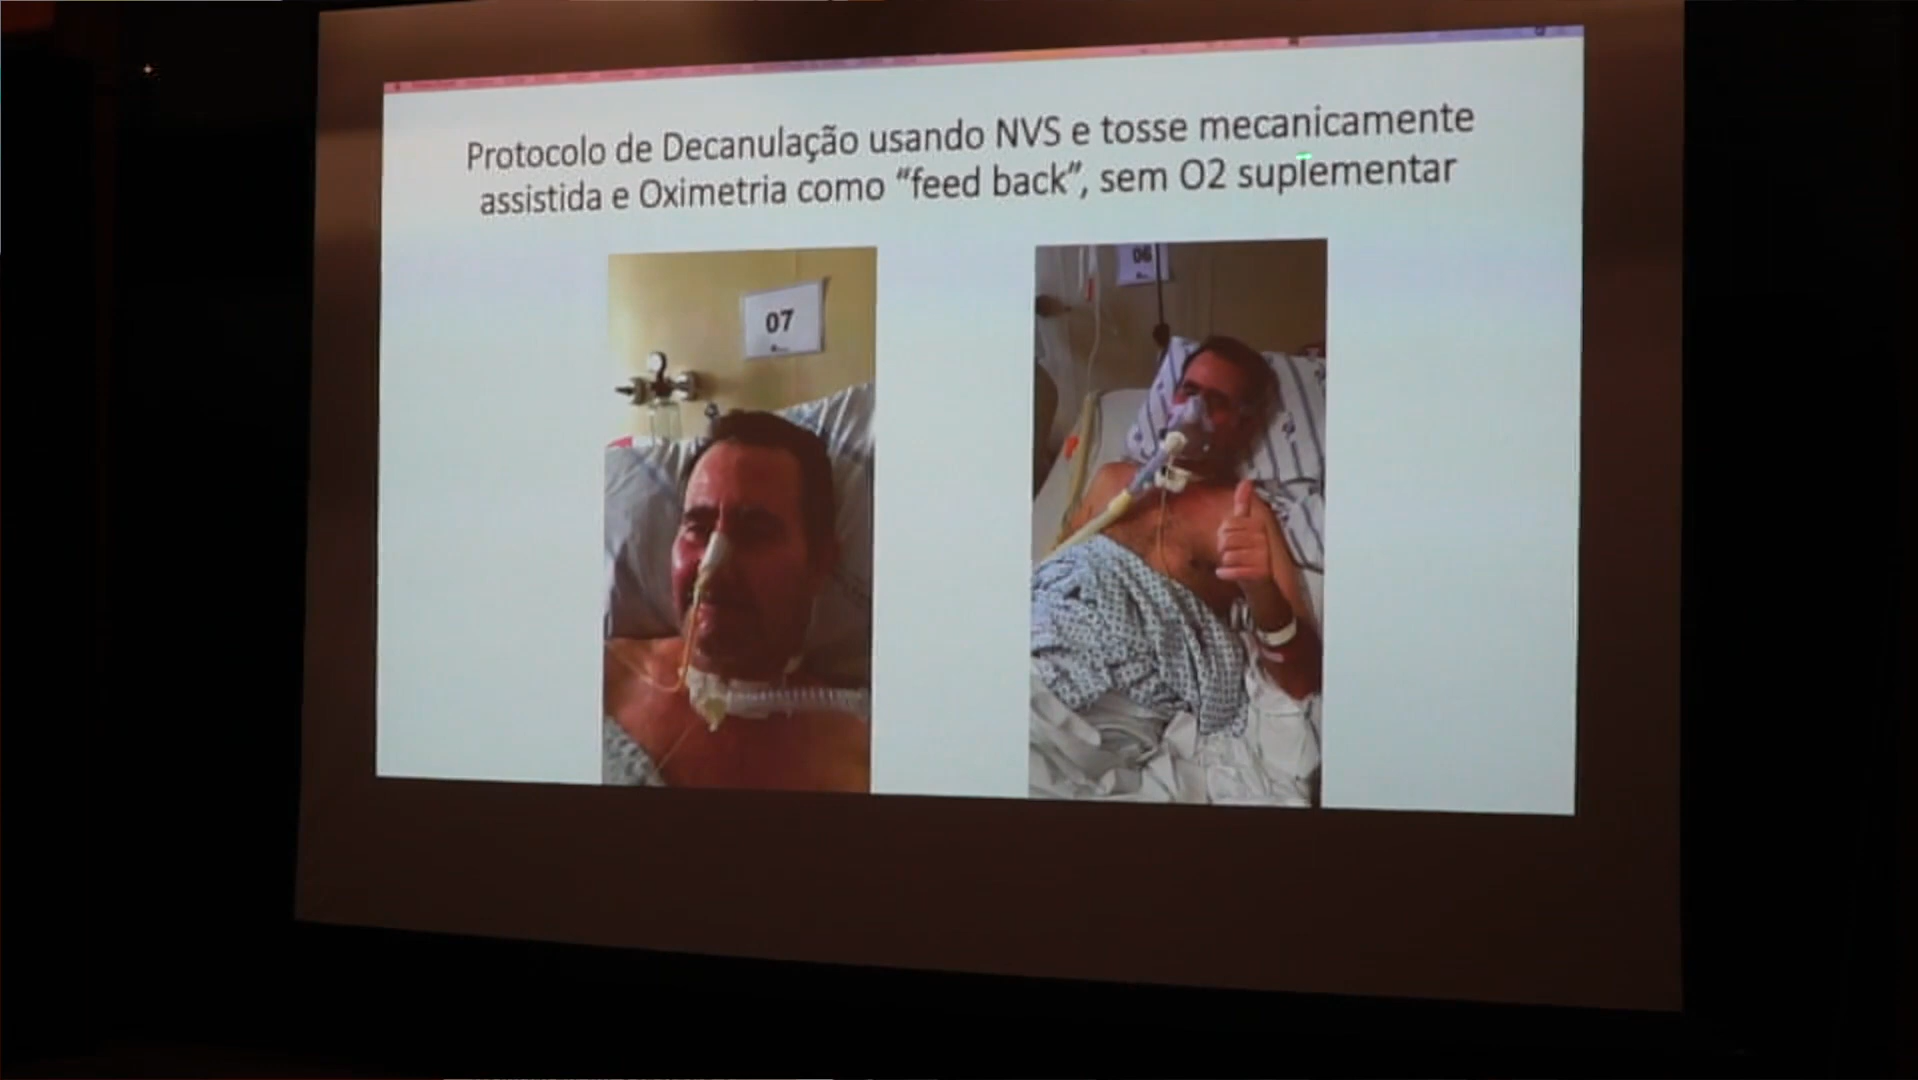 Protocolo de Decanulação usando NVS e tosse mecanicamente
assistida e Oximetria como “feed back”, sem O2 suplementar
07
06